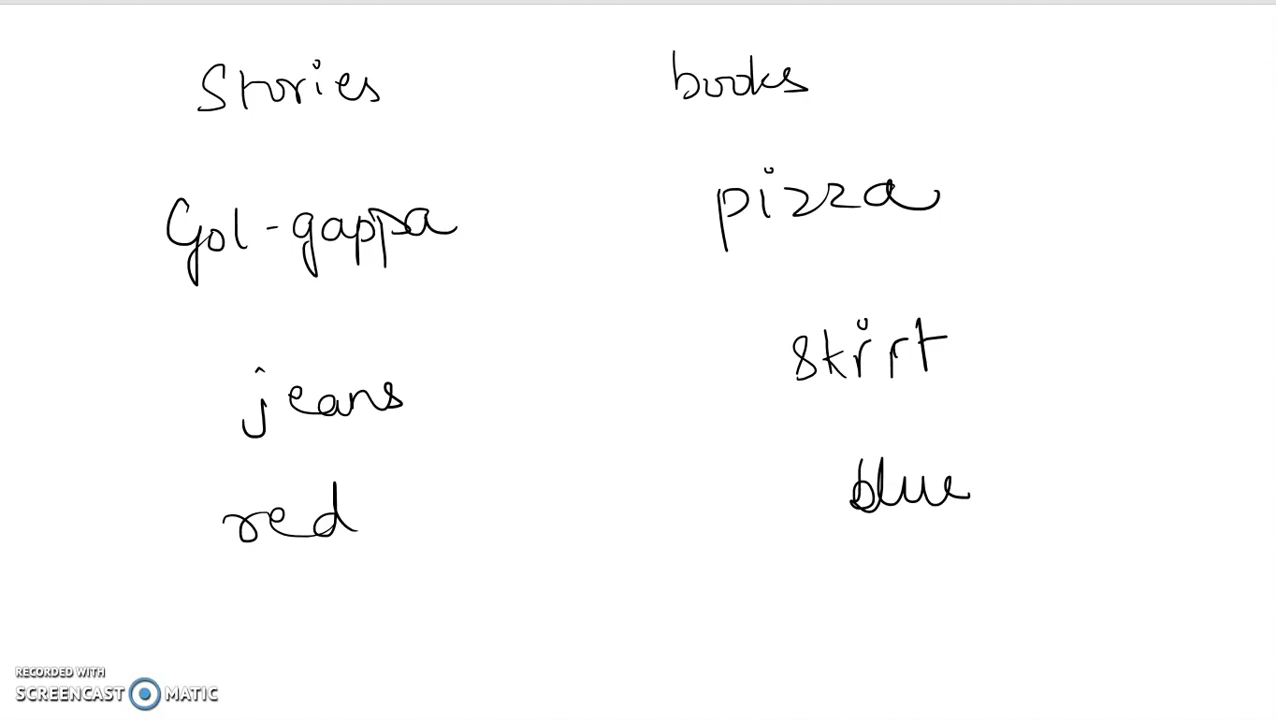 Stories books
Gol-gappa pizza
jeans skirt
red blue
RECORDED WITH
SCREENCAST MATIC